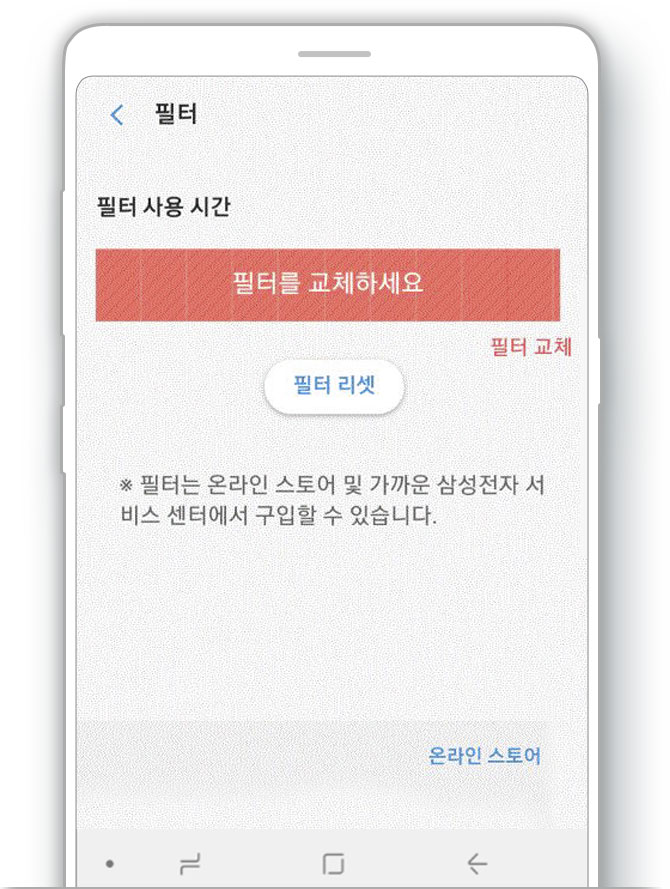 필터
필터 사용 시간
필터를 교체하세요
필터 교체
필터 리셋
※ 필터는 온라인 스토어 및 가까운 삼성전자 서
비스 센터에서 구입할 수 있습니다.
온라인 스토어